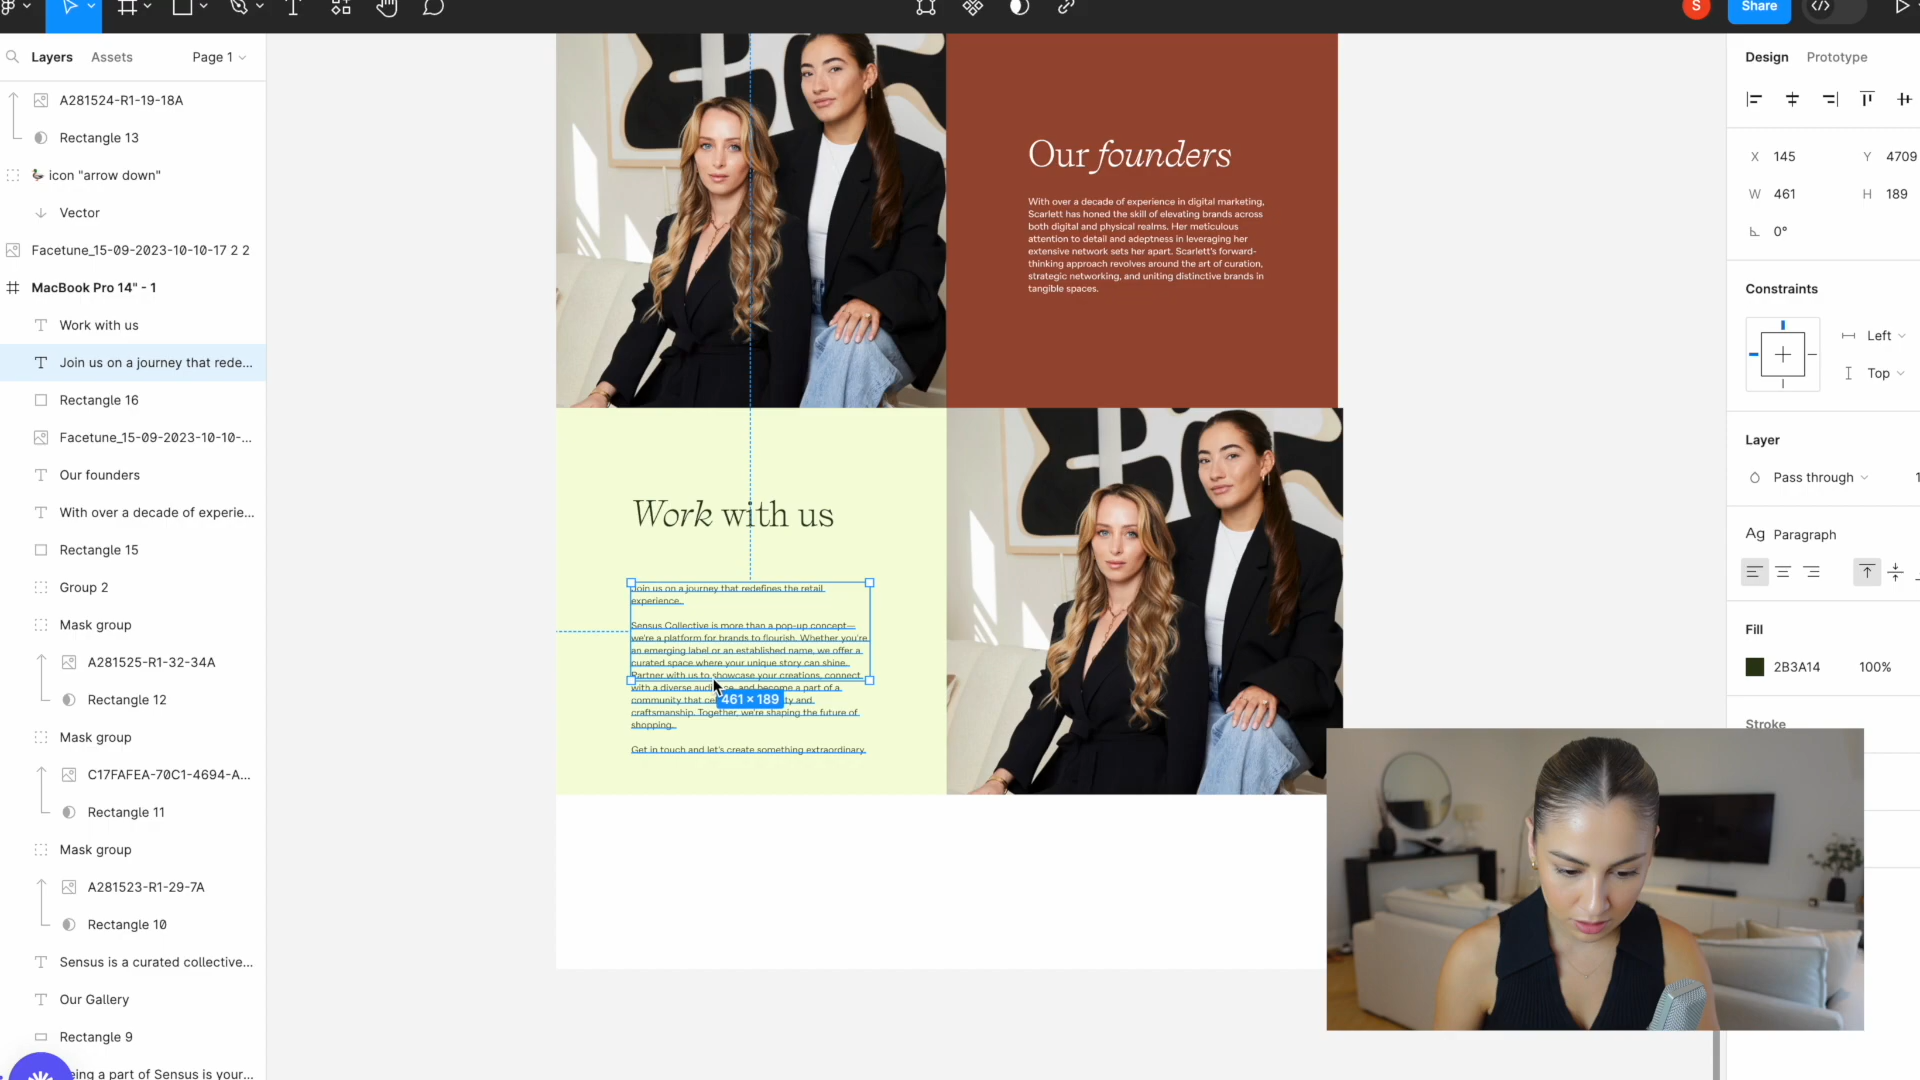 S
Share
Layers
Assets
Page 1
A281524-R1-19-18A
Rectangle 13
icon "arrow down"
Vector
Facetune_15-09-2023-10-10-17 2 2
MacBook Pro 14" - 1
Work with us
Join us on a journey that rede...
Rectangle 16
Facetune_15-09-2023-10-10-...
Our founders
With over a decade of experie...
Rectangle 15
Group 2
Mask group
A281525-R1-32-34A
Rectangle 12
Mask group
C17FAFEA-70C1-4694-A...
Rectangle 11
Mask group
A281523-R1-29-7A
Rectangle 10
Sensus is a curated collective...
Our Gallery
Rectangle 9
eing a part of Sensus is your...
Our founders
With over a decade of experience in digital marketing,
Scarlett has honed the skill of elevating brands across
both digital and physical realms. Her meticulous
attention to detail and adeptness in leveraging her
extensive network sets her apart. Scarlett's forward-
thinking approach revolves around the art of curation,
strategic networking, and uniting distinctive brands in
tangible spaces.
Work with us
Join us on a journey that redefines the retail
experience.
Sensus Collective is more than a pop-up concept—
we're a platform for brands to flourish. Whether you're
an emerging label or an established name, we offer a
curated space where your unique story can shine.
Partner with us to showcase your creations, connect
with a diverse and become a part of a
community that and
craftsmanship. Together, we're shaping the future of
shopping.
Get in touch and let's create something extraordinary.
461 × 189
Design
Prototype
X 145
Y 4709
W 461
H 189
0°
Constraints
Left
Top
Layer
Pass through
Ag Paragraph
Fill
2B3A14
100%
Stroke